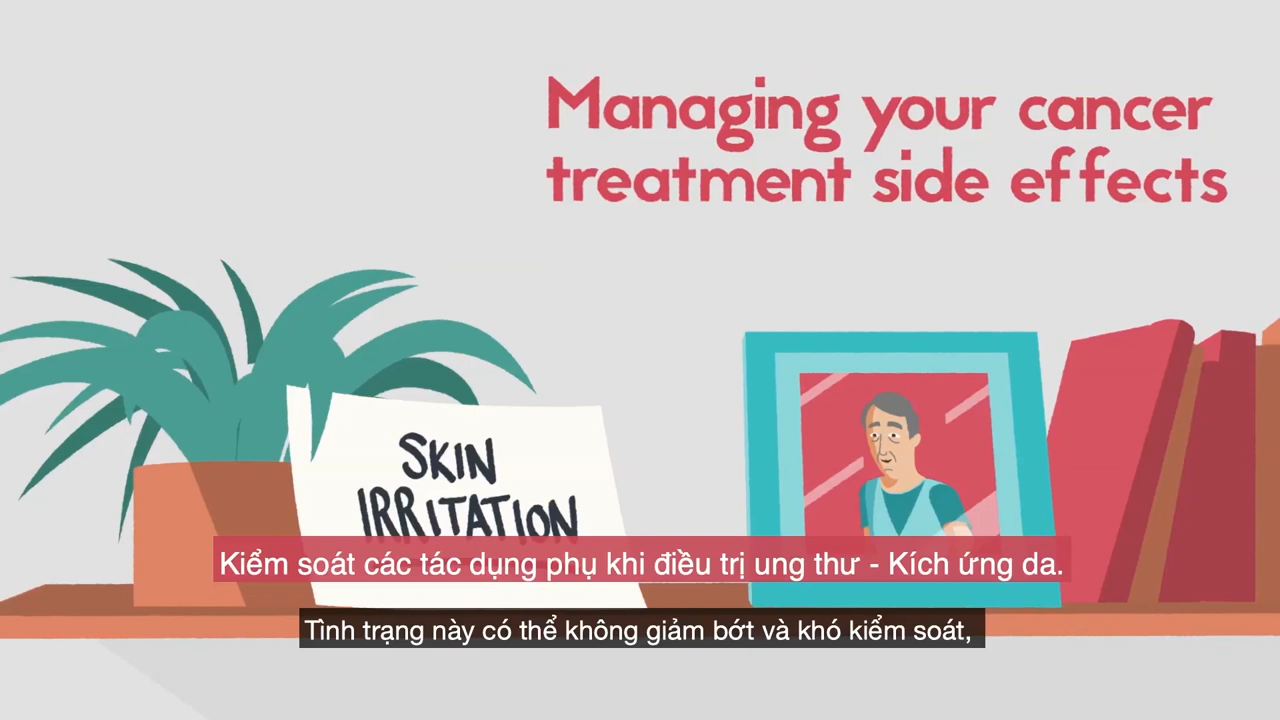 Managing your cancer
treatment side effects
SKIN
IRRITATION
Kiểm soát các tác dụng phụ khi điều trị ung thư - Kích ứng da.
Tình trạng này có thể không giảm bớt và khó kiểm soát,